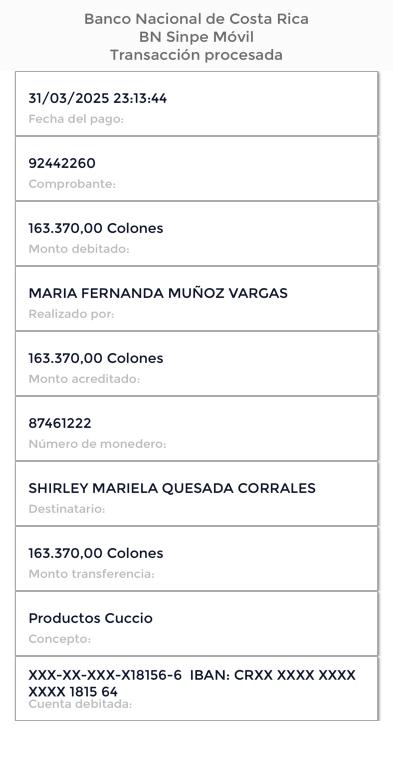 Banco Nacional de Costa Rica
BN Sinpe Móvil
Transacción procesada
31/03/2025 23:13:44
Fecha del pago:
92442260
Comprobante:
163.370,00 Colones
Monto debitado:
MARIA FERNANDA MUÑOZ VARGAS
Realizado por:
163.370,00 Colones
Monto acreditado:
87461222
Número de monedero:
SHIRLEY MARIELA QUESADA CORRALES
Destinatario:
163.370,00 Colones
Monto transferencia:
Productos Cuccio
Concepto:
XXX-XX-XXX-X18156-6  IBAN: CRXX XXXX XXXX
XXXX 1815 64
Cuenta debitada: